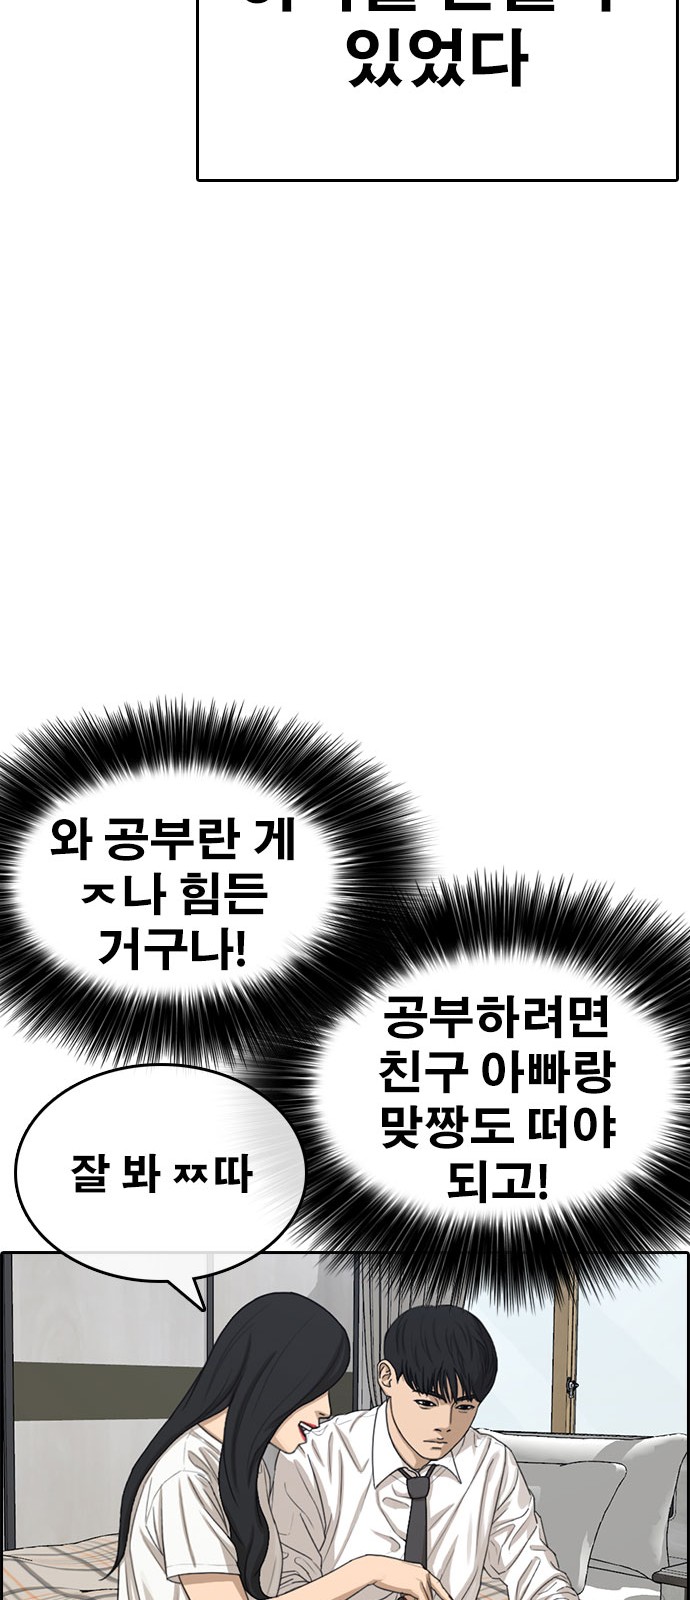 있었다
와 공부란 게
ㅈ나 힘든
거구나!
공부하려면
친구 아빠랑
맞짱도 떠야
되고!
잘 봐 ㅉ따